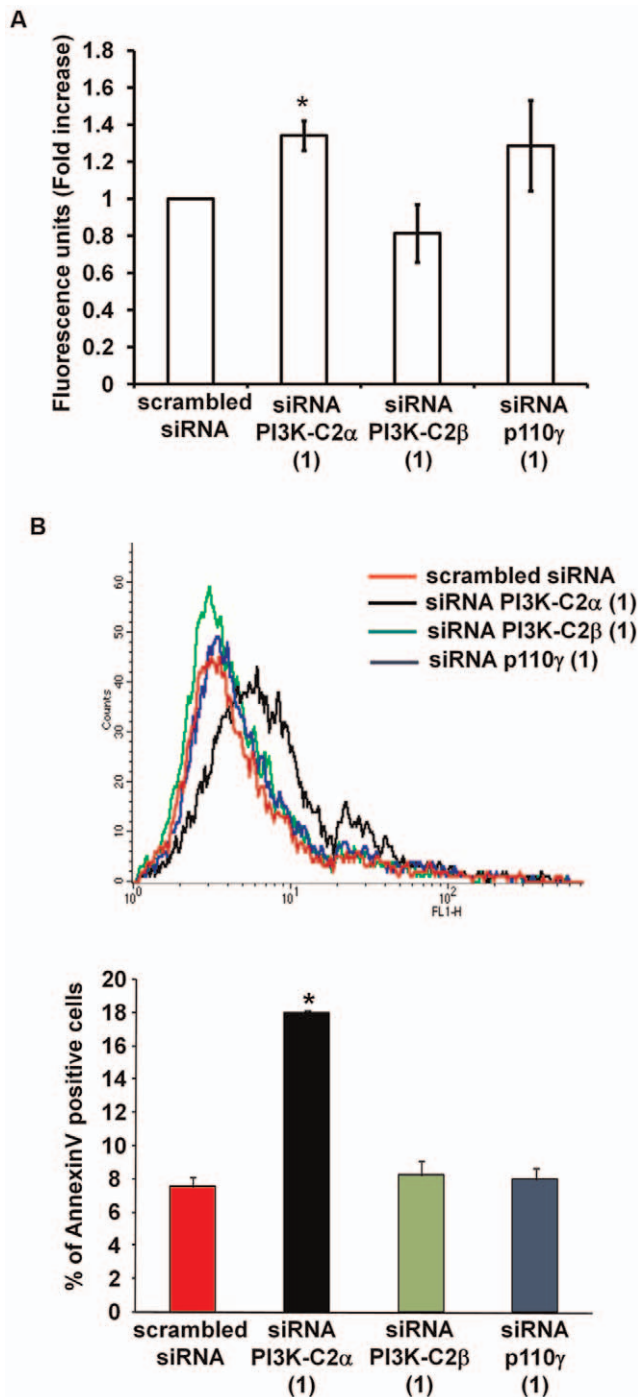 A
Fluorescence units (Fold increase)
1.8
1.6
1.4
1.2
1
0.8
0.6
0.4
0.2
0
*
scrambled siRNA
siRNA PI3K-C2α (1)
siRNA PI3K-C2β (1)
siRNA p110γ (1)
B
Counts
60
50
40
30
20
10
0
10⁰
10¹
10²
FL1-H
scrambled siRNA
siRNA PI3K-C2α (1)
siRNA PI3K-C2β (1)
siRNA p110γ (1)
% of AnnexinV positive cells
20
18
16
14
12
10
8
6
4
2
0
*
scrambled siRNA
siRNA PI3K-C2α (1)
siRNA PI3K-C2β (1)
siRNA p110γ (1)